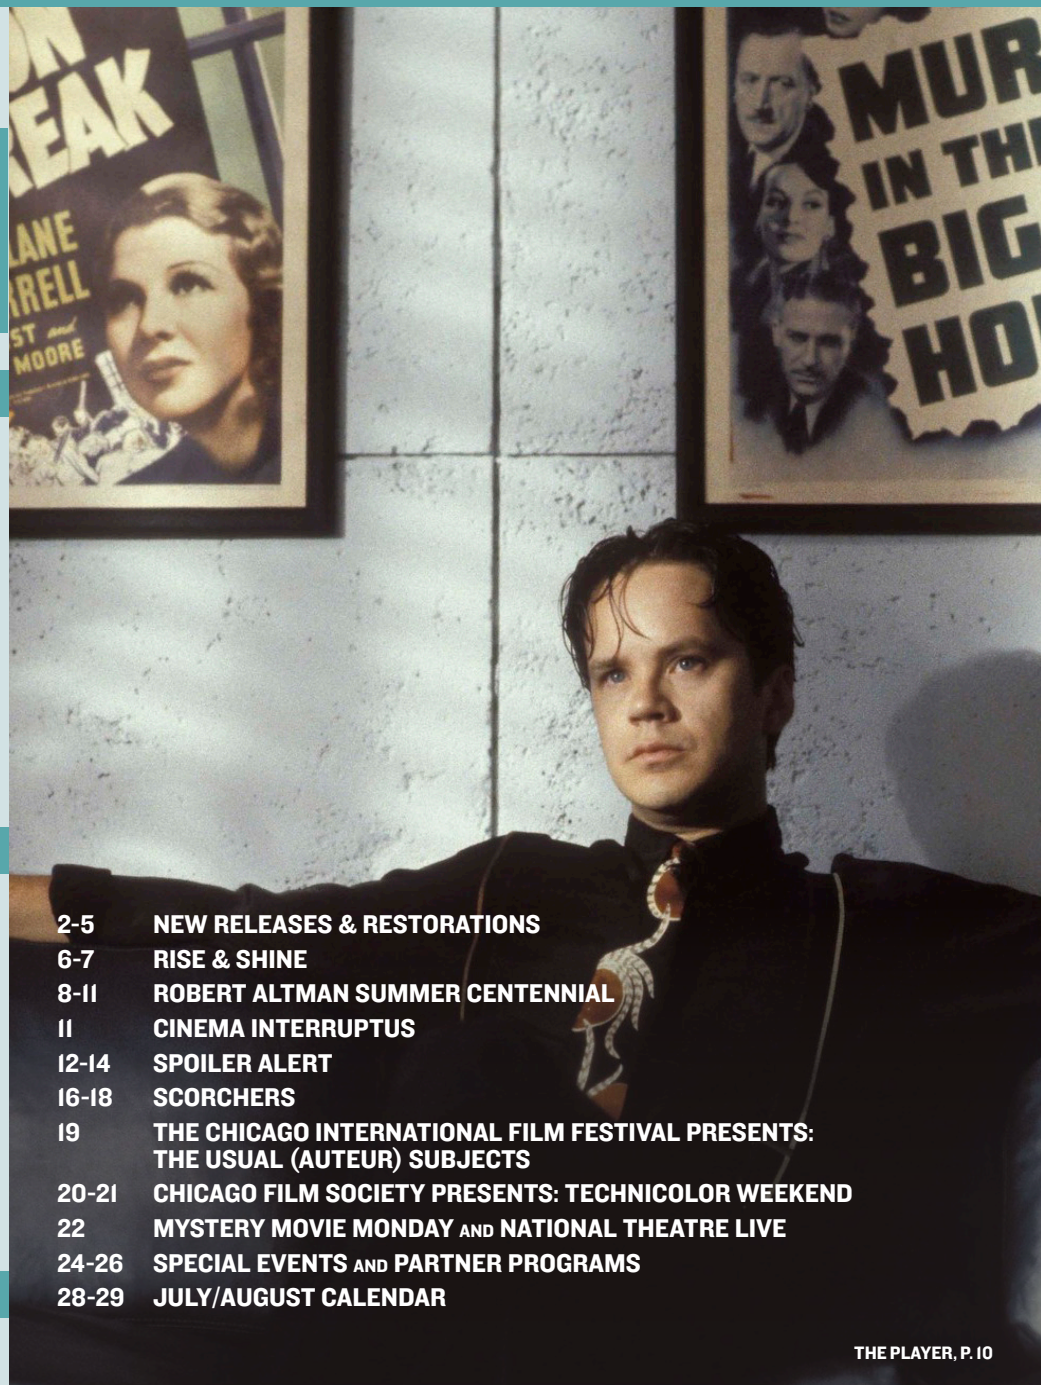 REAK
LANE
RRELL
ST and
MOORE
MUR
IN THE
BIG
HO
2-5 NEW RELEASES & RESTORATIONS
6-7 RISE & SHINE
8-11 ROBERT ALTMAN SUMMER CENTENNIAL
11 CINEMA INTERRUPTUS
12-14 SPOILER ALERT
16-18 SCORCHERS
19 THE CHICAGO INTERNATIONAL FILM FESTIVAL PRESENTS:
THE USUAL (AUTEUR) SUBJECTS
20-21 CHICAGO FILM SOCIETY PRESENTS: TECHNICOLOR WEEKEND
22 MYSTERY MOVIE MONDAY AND NATIONAL THEATRE LIVE
24-26 SPECIAL EVENTS AND PARTNER PROGRAMS
28-29 JULY/AUGUST CALENDAR
THE PLAYER, P. 10